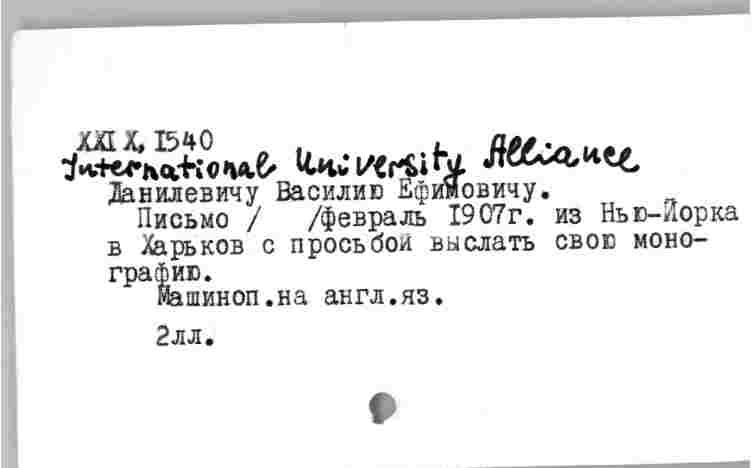 XXIX, 1540
International University Alliance
Данилевичу Василию Ефимовичу.
Письмо / /февраль 1907г. из Нью-Йорка
в Харьков с просьбой выслать свою моно-
графию.
Машиноп.на англ.яз.
2лл.